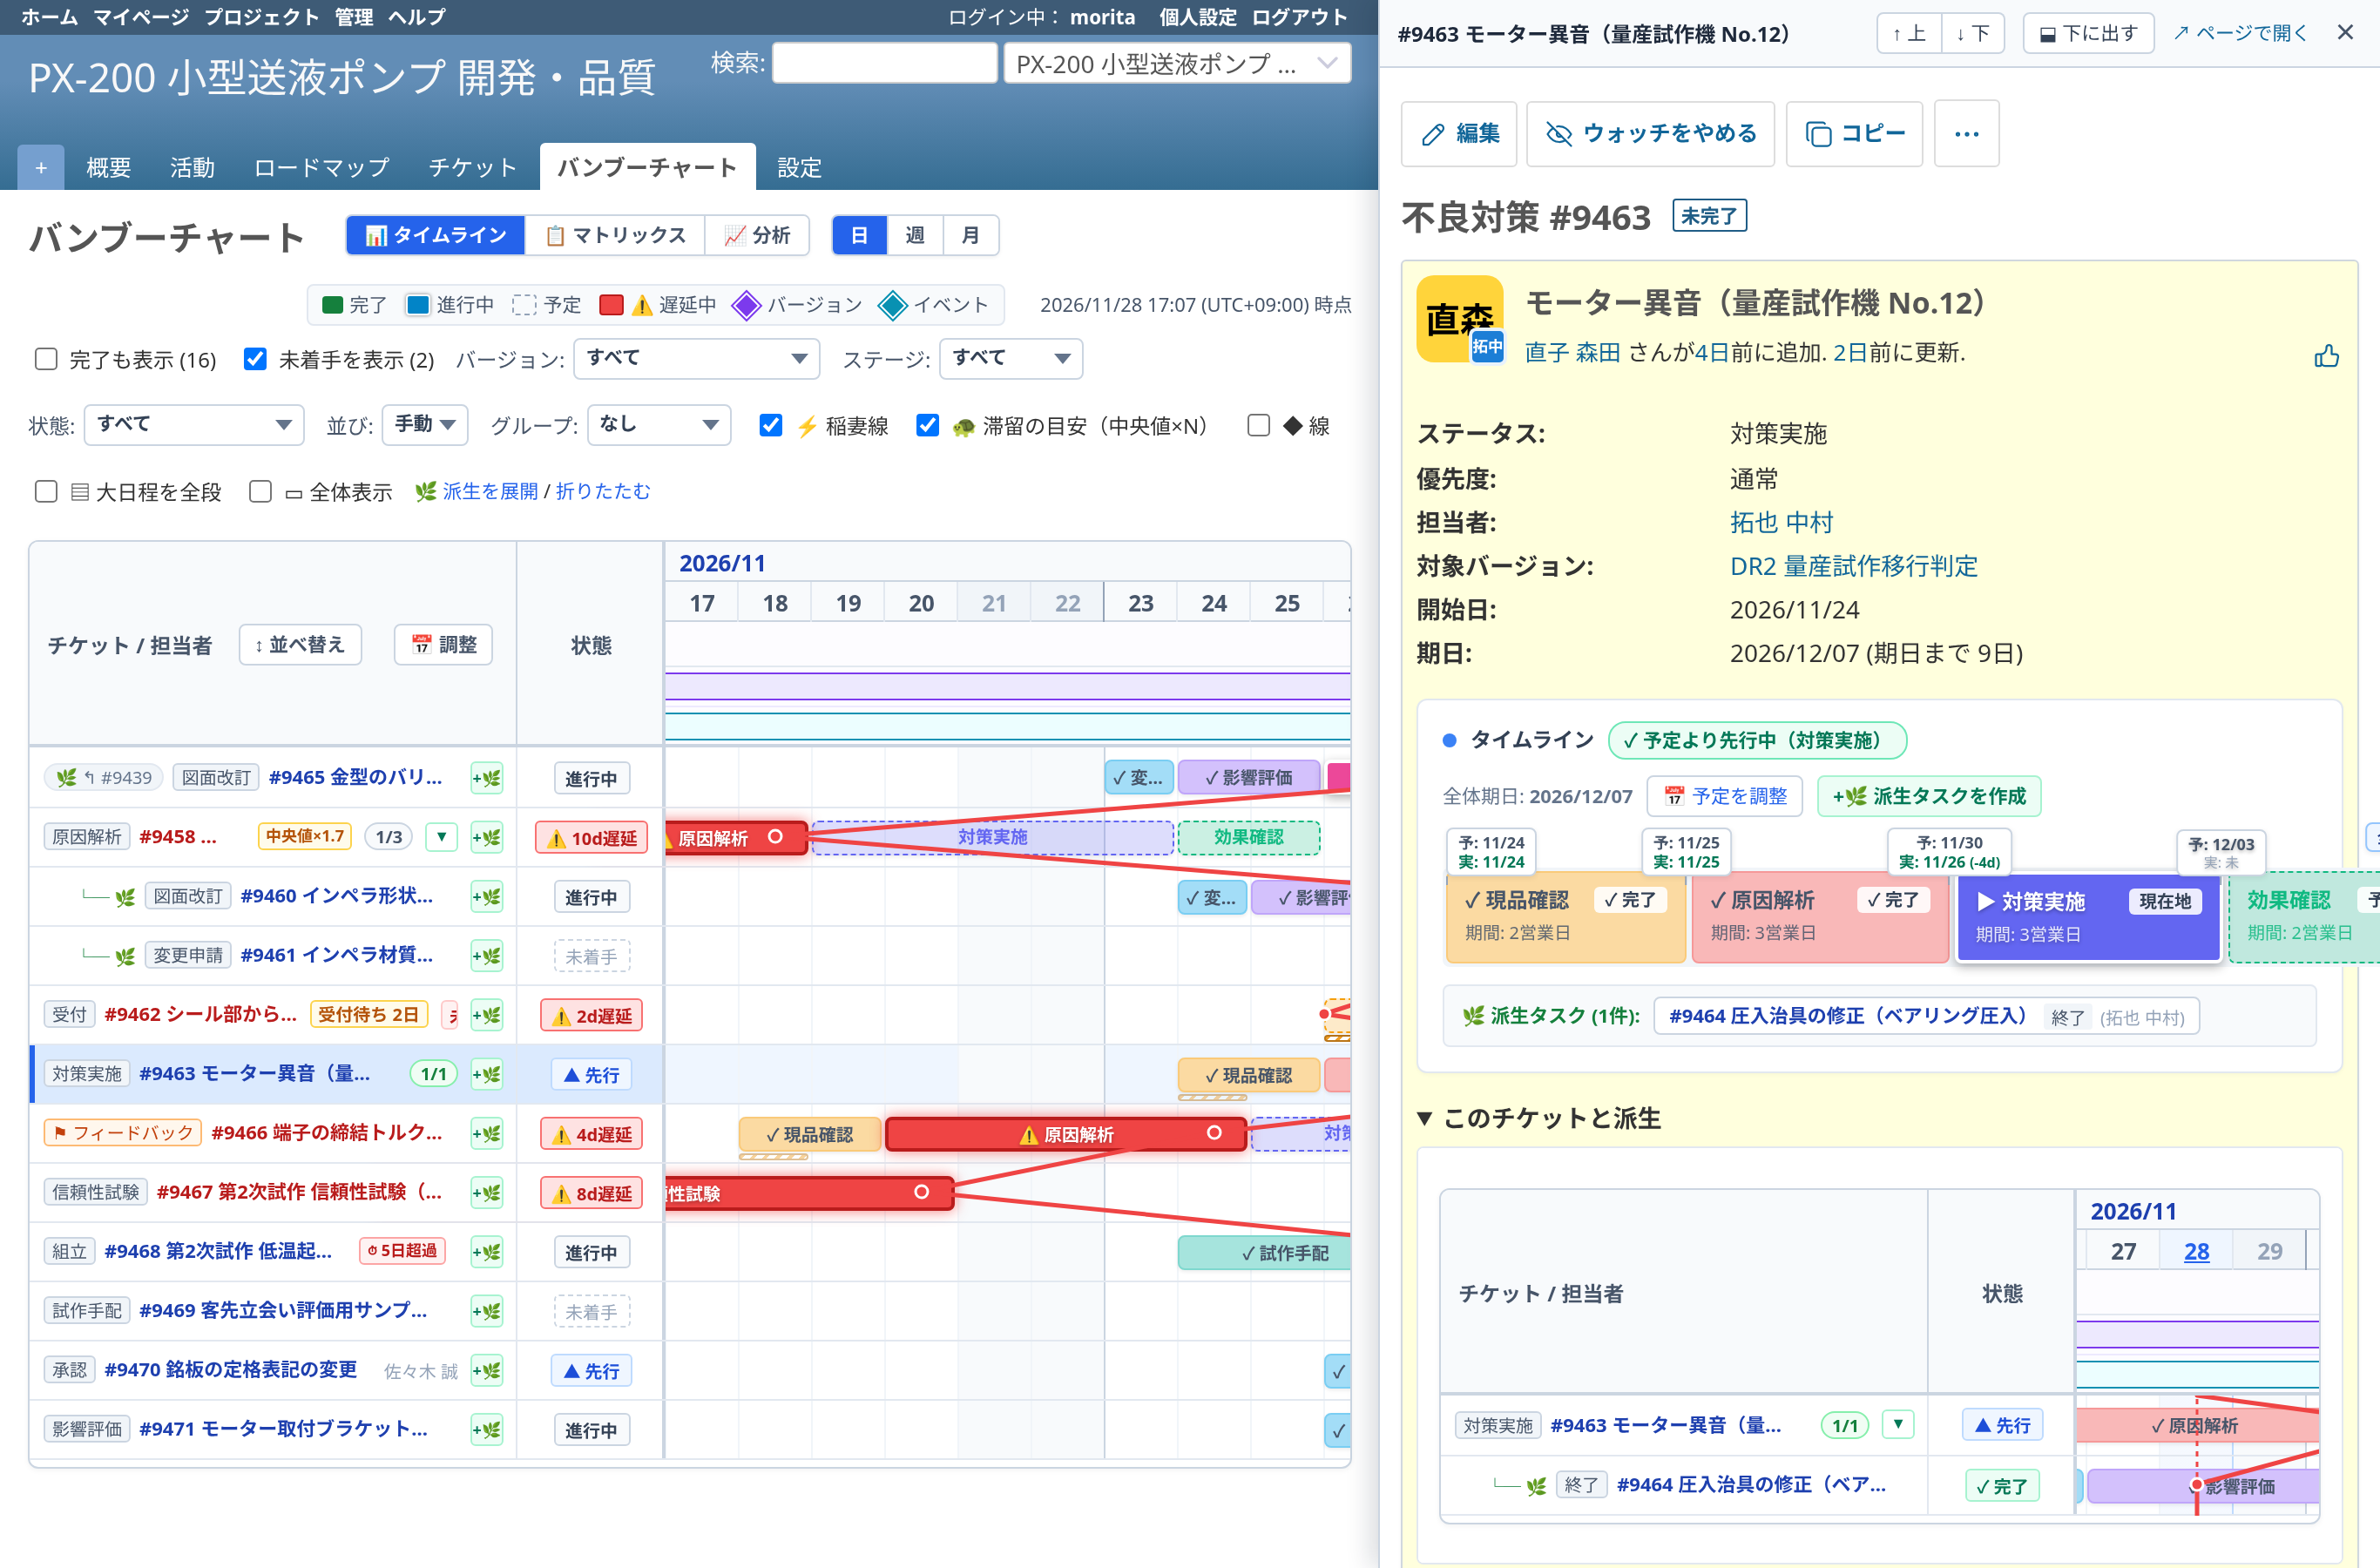 ホーム マイページ プロジェクト 管理 ヘルプ
ログイン中： morita 個人設定 ログアウト
PX-200 小型送液ポンプ 開発・品質
検索:
PX-200 小型送液ポンプ ...
+ 概要 活動 ロードマップ チケット バンブーチャート 設定
バンブーチャート
📊 タイムライン 📋 マトリックス 📈 分析
日 週 月
完了 進行中 予定 ⚠️ 遅延中 バージョン イベント
2026/11/28 17:07 (UTC+09:00) 時点
完了も表示 (16) 未着手を表示 (2) バージョン: すべて ステージ: すべて
状態: すべて 並び: 手動 グループ: なし ⚡ 稲妻線 🐢 滞留の目安（中央値×N） ◆ 線
▤ 大日程を全段 ▭ 全体表示 🌿 派生を展開 / 折りたたむ
チケット / 担当者 ↕ 並べ替え 📅 調整 状態
2026/11
17 18 19 20 21 22 23 24 25
🌿 ↰ #9439 図面改訂 #9465 金型のバリ... +🌿 進行中 ✓ 変... ✓ 影響評価
原因解析 #9458 ... 中央値×1.7 1/3 ▼ +🌿 ⚠️ 10d遅延 原因解析 対策実施 効果確認
🌿 図面改訂 #9460 インペラ形状... +🌿 進行中 ✓ 変... ✓ 影響評
🌿 変更申請 #9461 インペラ材質... +🌿 未着手
受付 #9462 シール部から... 受付待ち 2日 +🌿 ⚠️ 2d遅延
対策実施 #9463 モーター異音（量... 1/1 +🌿 ▲ 先行 ✓ 現品確認
⚑ フィードバック #9466 端子の締結トルク... +🌿 ⚠️ 4d遅延 ✓ 現品確認 ⚠️ 原因解析 対策
信頼性試験 #9467 第2次試作 信頼性試験（... +🌿 ⚠️ 8d遅延 性試験
組立 #9468 第2次試作 低温起... ⏱ 5日超過 +🌿 進行中 ✓ 試作手配
試作手配 #9469 客先立会い評価用サンプ... +🌿 未着手
承認 #9470 銘板の定格表記の変更 佐々木 誠 +🌿 ▲ 先行 ✓
影響評価 #9471 モーター取付ブラケット... +🌿 進行中 ✓
#9463 モーター異音（量産試作機 No.12）
↑ 上 ↓ 下 ⬓ 下に出す ↗ ページで開く ✕
編集 ウォッチをやめる コピー ...
不良対策 #9463 未完了
直森
拓中
モーター異音（量産試作機 No.12）
直子 森田 さんが4日前に追加. 2日前に更新.
ステータス: 対策実施
優先度: 通常
担当者: 拓也 中村
対象バージョン: DR2 量産試作移行判定
開始日: 2026/11/24
期日: 2026/12/07 (期日まで 9日)
タイムライン ✓ 予定より先行中（対策実施）
全体期日: 2026/12/07 📅 予定を調整 +🌿 派生タスクを作成
予: 11/24
実: 11/24
予: 11/25
実: 11/25
予: 11/30
実: 11/26 (-4d)
予: 12/03
実: 未
✓ 現品確認 ✓ 完了
期間: 2営業日
✓ 原因解析 ✓ 完了
期間: 3営業日
▶ 対策実施 現在地
期間: 3営業日
効果確認 予
期間: 2営業日
🌿 派生タスク (1件): #9464 圧入治具の修正（ベアリング圧入） 終了 (拓也 中村)
▼ このチケットと派生
チケット / 担当者 状態
2026/11
27 28 29
対策実施 #9463 モーター異音（量... 1/1 ▼ ▲ 先行 ✓ 原因解析
🌿 終了 #9464 圧入治具の修正（ベア... ✓ 完了 影響評価